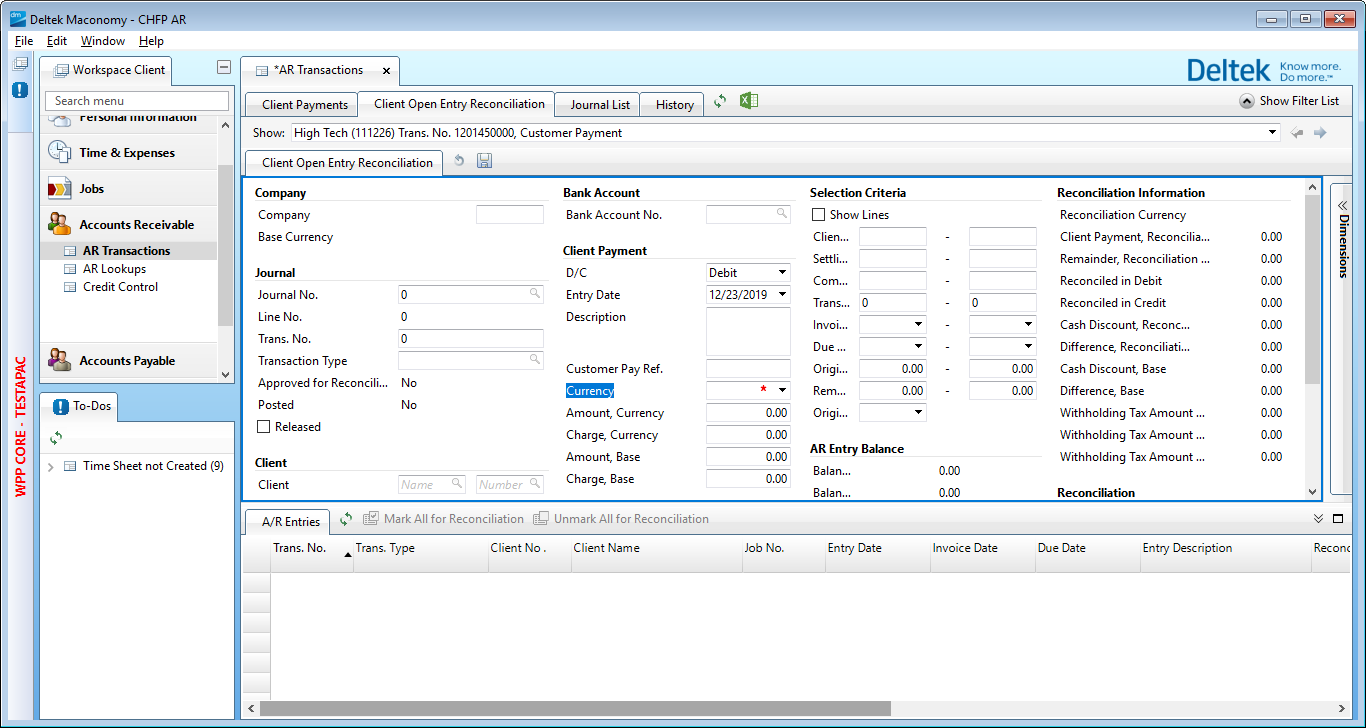 Deltek Maconomy - CHFP AR
File Edit Window Help
Workspace Client
Search menu
Personal Information
Time & Expenses
Jobs
Accounts Receivable
AR Transactions
AR Lookups
Credit Control
Accounts Payable
WPP CORE - TESTAPAC
To-Dos
Time Sheet not Created (9)
*AR Transactions
Deltek Know more.
Do more.™
Client Payments Client Open Entry Reconciliation Journal List History
Show Filter List
Show: High Tech (111226) Trans. No. 1201450000, Customer Payment
Client Open Entry Reconciliation
Company
Company
Base Currency
Journal
Journal No. 0
Line No. 0
Trans. No. 0
Transaction Type
Approved for Reconcili... No
Posted No
Released
Client
Client Name Number
Bank Account
Bank Account No.
Client Payment
D/C Debit
Entry Date 12/23/2019
Description
Customer Pay Ref.
Currency *
Amount, Currency 0.00
Charge, Currency 0.00
Amount, Base 0.00
Charge, Base 0.00
Selection Criteria
Show Lines
Clien... -
Settli... -
Com... -
Trans... 0 - 0
Invoi... -
Due ... -
Origi... 0.00 - 0.00
Rem... 0.00 - 0.00
Origi...
AR Entry Balance
Balan... 0.00
Balan... 0.00
Reconciliation Information
Reconciliation Currency
Client Payment, Reconcilia... 0.00
Remainder, Reconciliation ... 0.00
Reconciled in Debit 0.00
Reconciled in Credit 0.00
Cash Discount, Reconc... 0.00
Difference, Reconciliati... 0.00
Cash Discount, Base 0.00
Difference, Base 0.00
Withholding Tax Amount ... 0.00
Withholding Tax Amount ... 0.00
Withholding Tax Amount ... 0.00
Reconciliation
Dimensions
A/R Entries Mark All for Reconciliation Unmark All for Reconciliation
Trans. No. Trans. Type Client No . Client Name Job No. Entry Date Invoice Date Due Date Entry Description Reconc